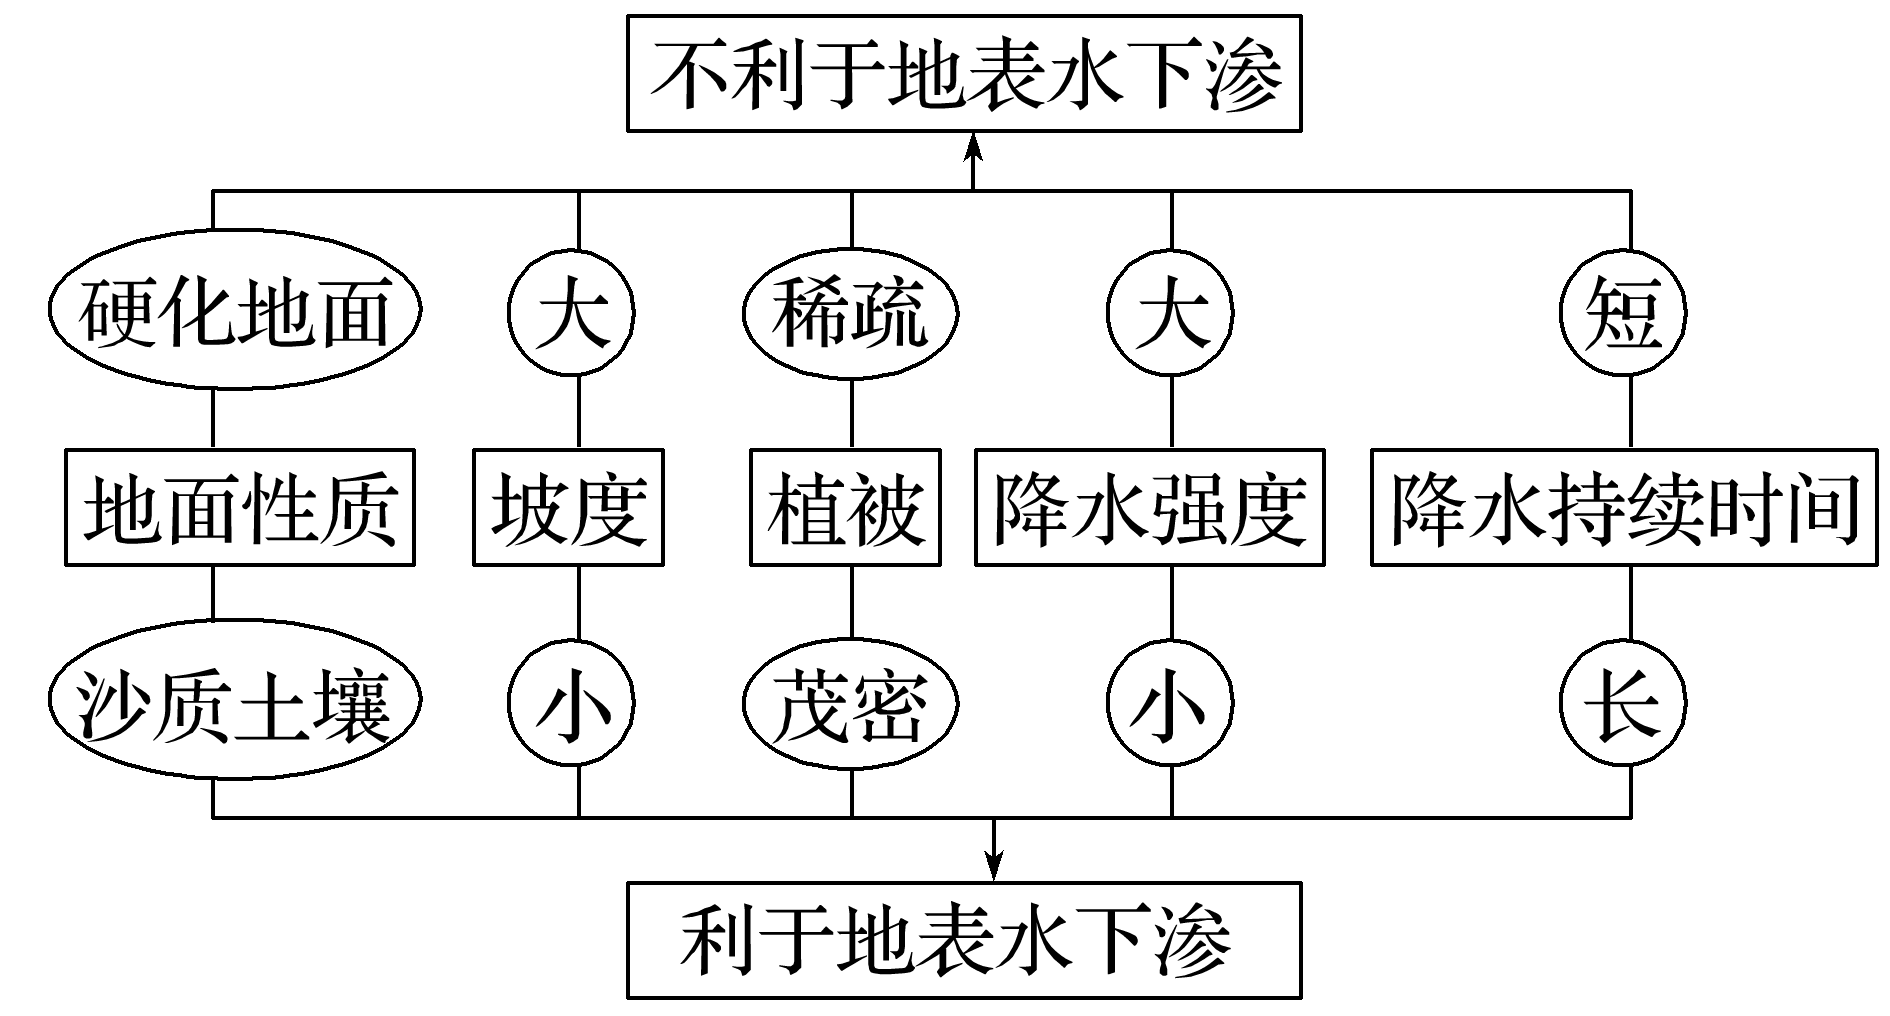 不利于地表水下渗
硬化地面 大 稀疏 大 短
地面性质 坡度 植被 降水强度 降水持续时间
沙质土壤 小 茂密 小 长
利于地表水下渗